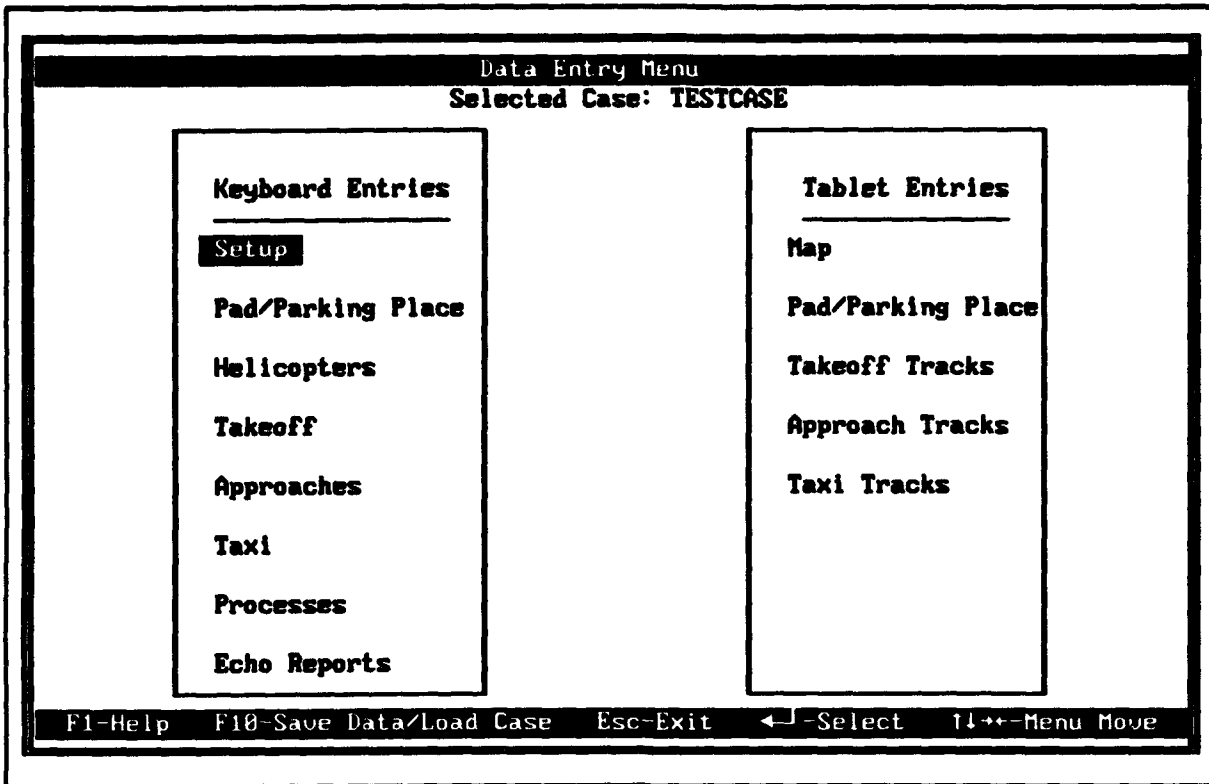 Data Entry Menu
Selected Case: TESTCASE
Keyboard Entries
Setup
Pad/Parking Place
Helicopters
Takeoff
Approaches
Taxi
Processes
Echo Reports
Tablet Entries
Map
Pad/Parking Place
Takeoff Tracks
Approach Tracks
Taxi Tracks
F1-Help F10-Save Data/Load Case Esc-Exit ◄┘-Select ↑↓→←-Menu Move